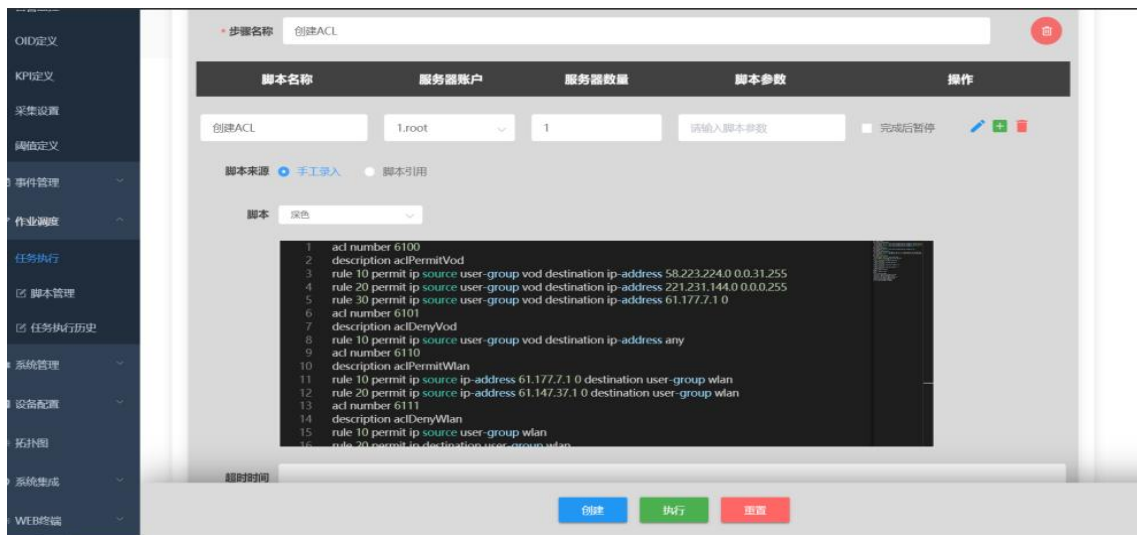 OID定义
KPI定义
采集设置
阈值定义
事件管理
作业调度
任务执行
脚本管理
任务执行历史
系统管理
设备配置
拓扑图
系统集成
WEB终端
* 步骤名称 创建ACL
脚本名称 服务器账户 服务器数量 脚本参数 操作
创建ACL 1.root 1 请输入脚本参数 完成后暂停
脚本来源 手工录入 脚本引用
脚本 深色
1 acl number 6100
2 description aclPermitVod
3 rule 10 permit ip source user-group vod destination ip-address 58.223.224.0 0.0.31.255
4 rule 20 permit ip source user-group vod destination ip-address 221.231.144.0 0.0.0.255
5 rule 30 permit ip source user-group vod destination ip-address 61.177.7.1 0
6 acl number 6101
7 description aclDenyVod
8 rule 10 permit ip source user-group vod destination ip-address any
9 acl number 6110
10 description aclPermitWlan
11 rule 10 permit ip source ip-address 61.177.7.1 0 destination user-group wlan
12 rule 20 permit ip source ip-address 61.147.37.1 0 destination user-group wlan
13 acl number 6111
14 description aclDenyWlan
15 rule 10 permit ip source user-group wlan
16 rule 20 permit ip destination user-group wlan
超时时间
创建 执行 重置